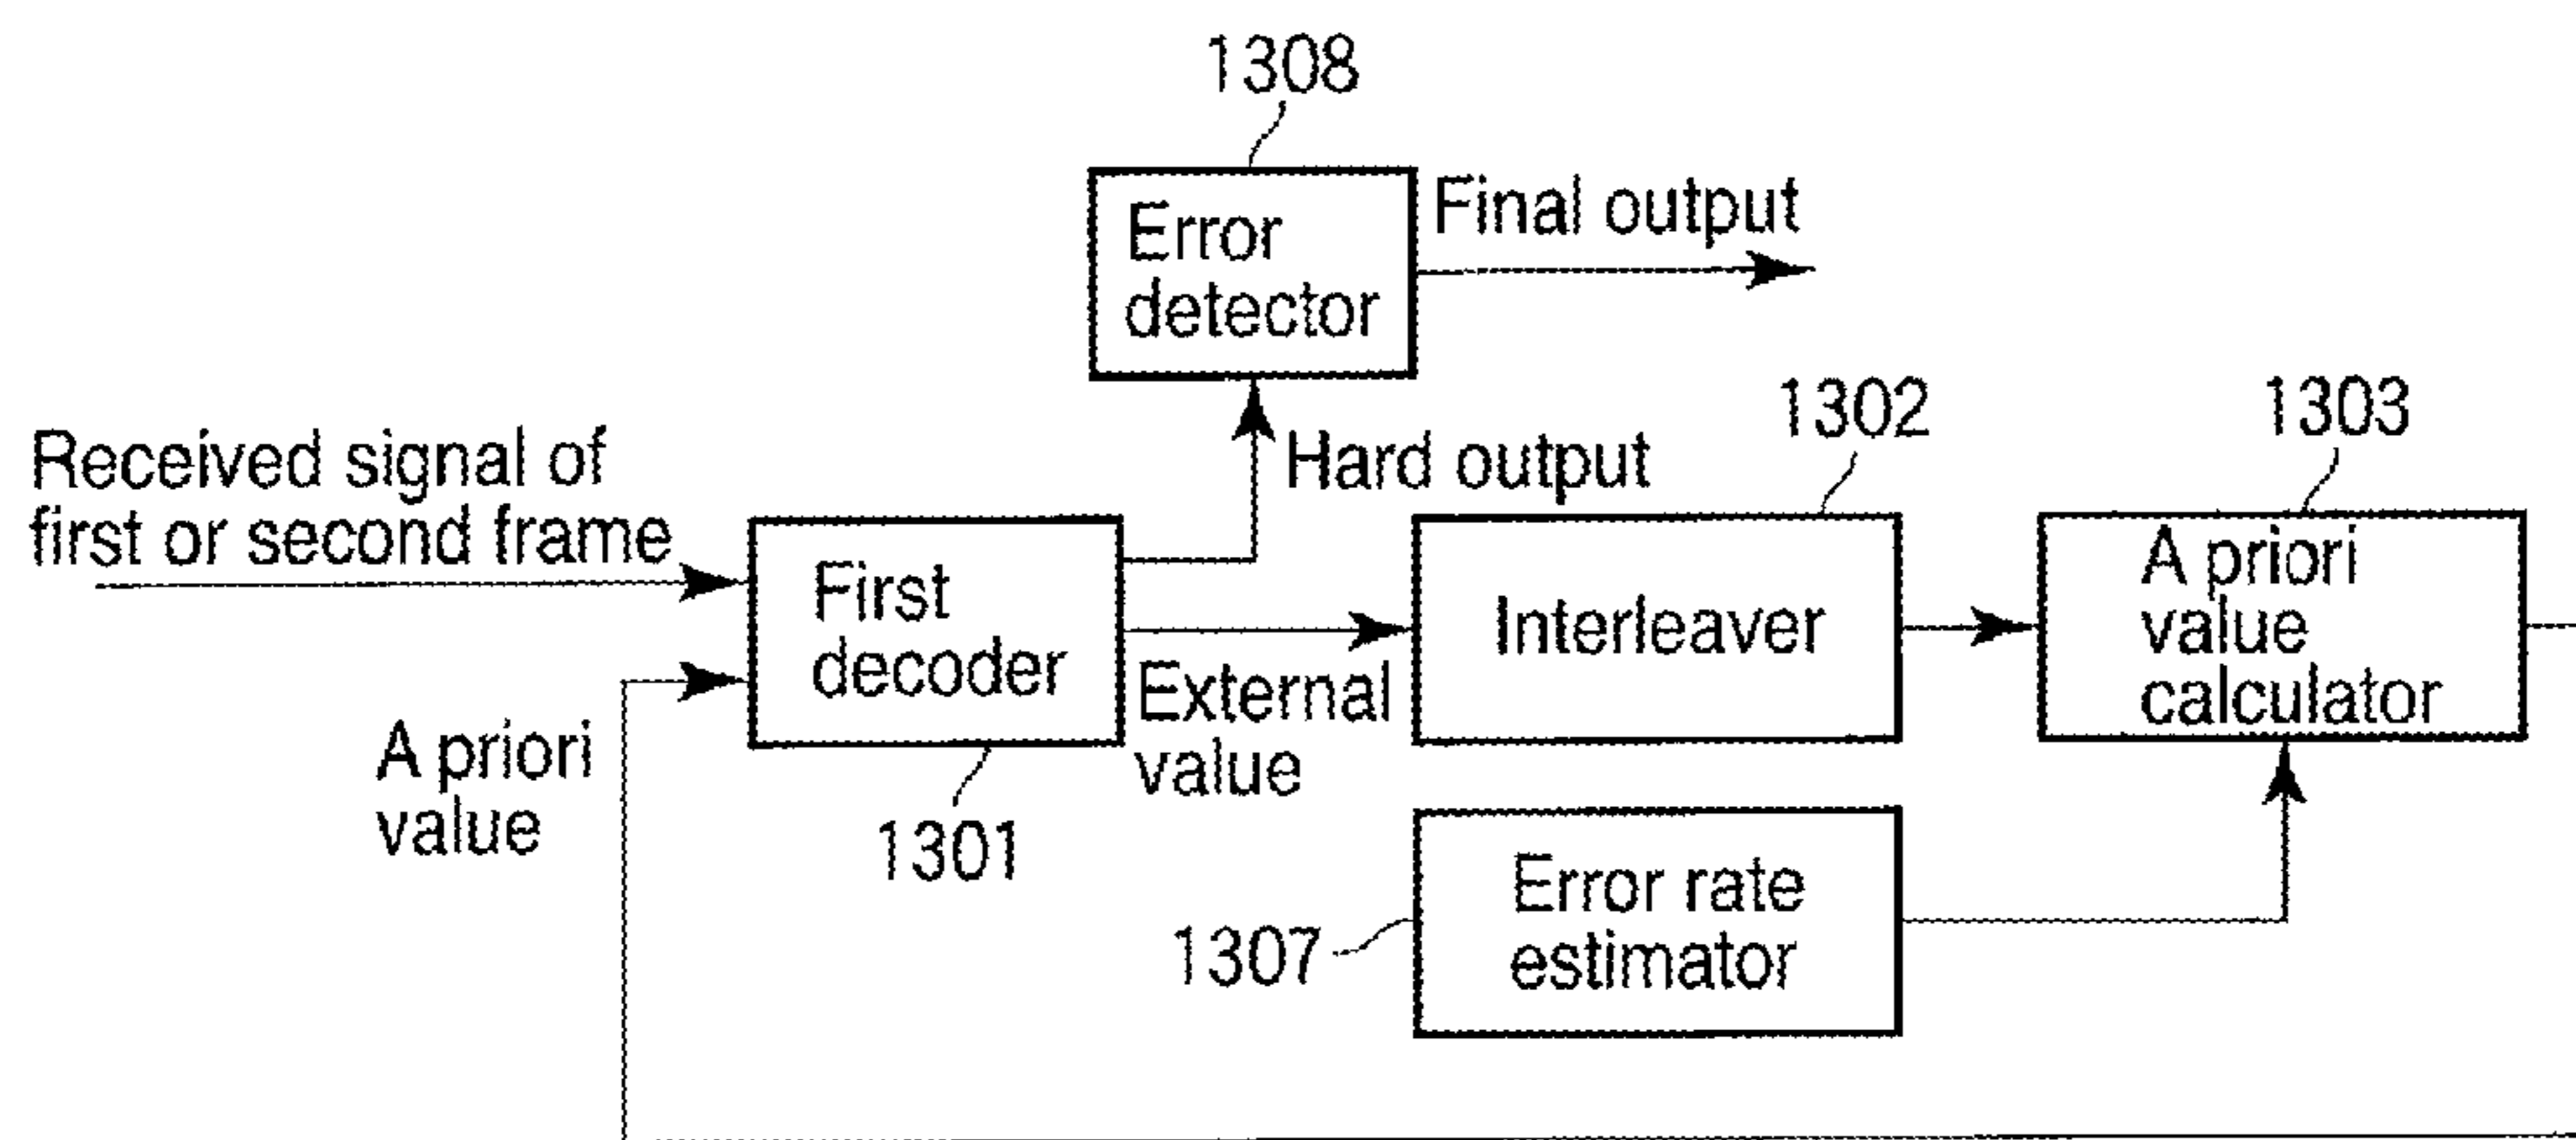 1308
Error
detector
Final output
Received signal of
first or second frame
Hard output
1302
1303
First
decoder
Interleaver
A priori
value
calculator
External
value
A priori
value
1301
Error rate
estimator
1307